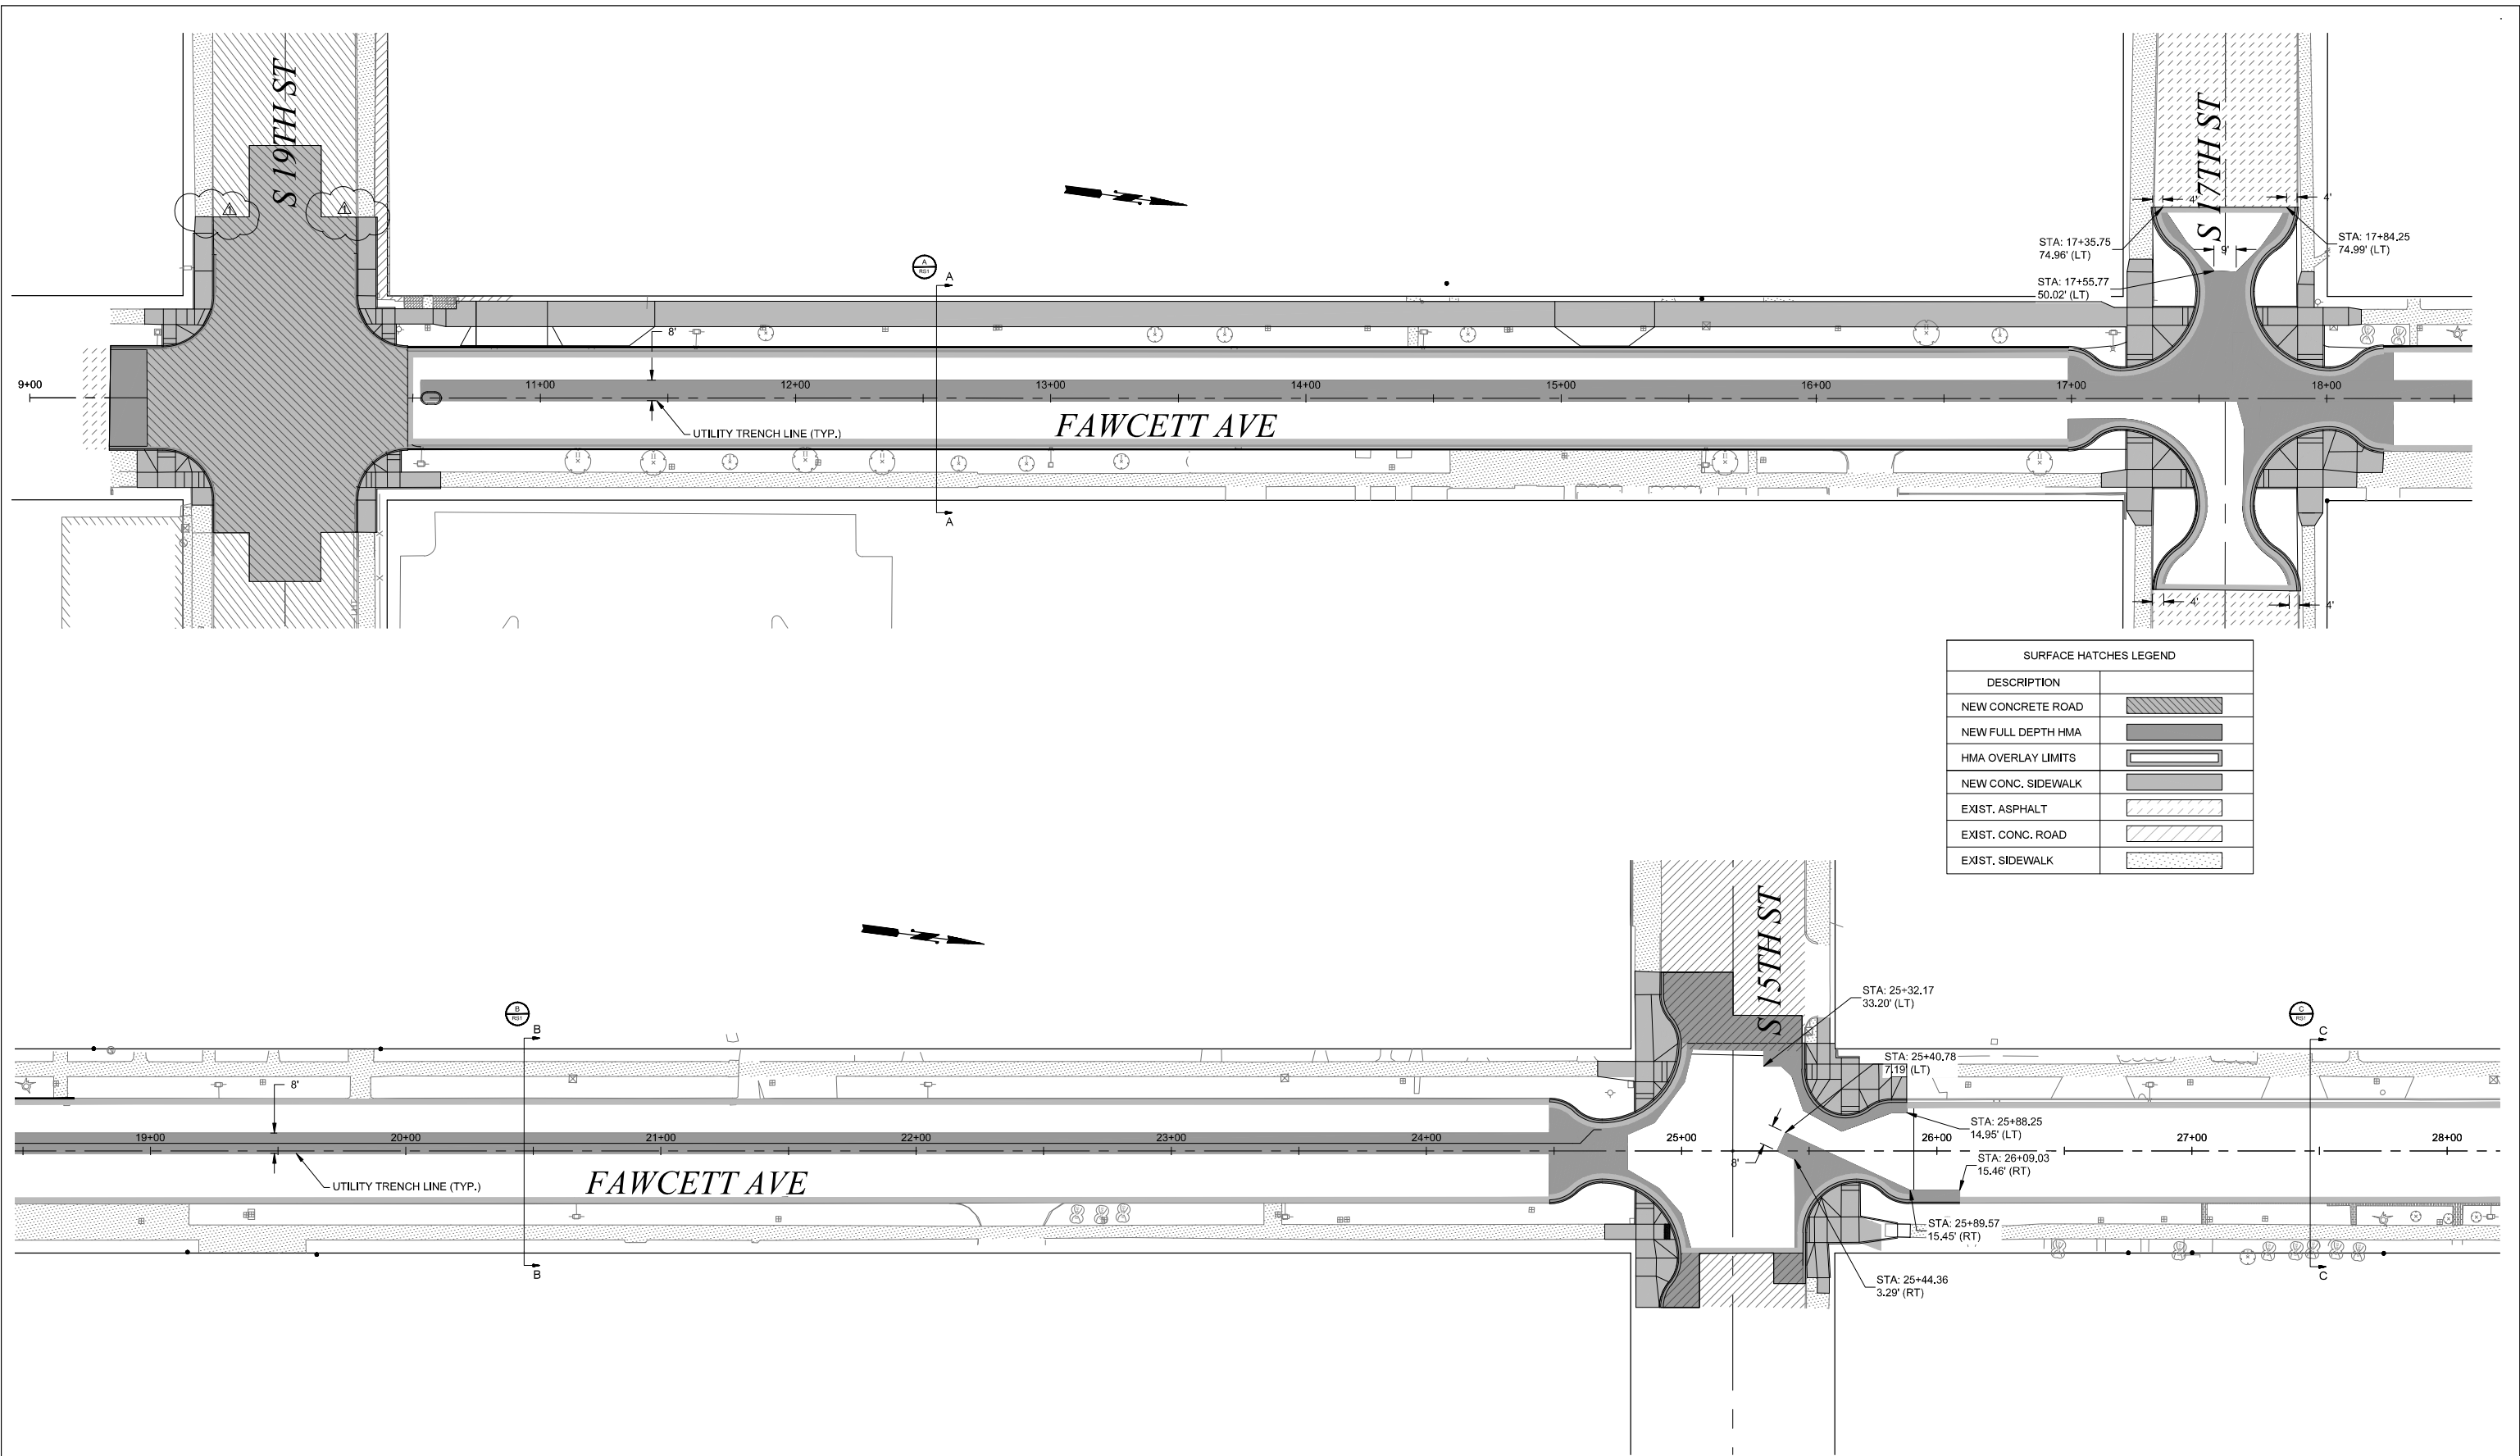 S 19TH ST
1
1
9+00
A
RS1
A
A
8'
UTILITY TRENCH LINE (TYP.)
11+00
12+00
13+00
14+00
15+00
16+00
17+00
18+00
FAWCETT AVE
S 17TH ST
4'
4'
9'
STA: 17+35.75
74.96' (LT)
STA: 17+84.25
74.99' (LT)
STA: 17+55.77
50.02' (LT)
4'
4'
SURFACE HATCHES LEGEND
DESCRIPTION
NEW CONCRETE ROAD
NEW FULL DEPTH HMA
HMA OVERLAY LIMITS
NEW CONC. SIDEWALK
EXIST. ASPHALT
EXIST. CONC. ROAD
EXIST. SIDEWALK
S 15TH ST
B
RS1
B
B
8'
UTILITY TRENCH LINE (TYP.)
19+00
20+00
21+00
22+00
23+00
24+00
25+00
26+00
27+00
28+00
FAWCETT AVE
STA: 25+32.17
33.20' (LT)
STA: 25+40.78
7.19' (LT)
STA: 25+88.25
14.95' (LT)
8'
STA: 26+09.03
15.46' (RT)
STA: 25+89.57
15.45' (RT)
STA: 25+44.36
3.29' (RT)
C
RS1
C
C